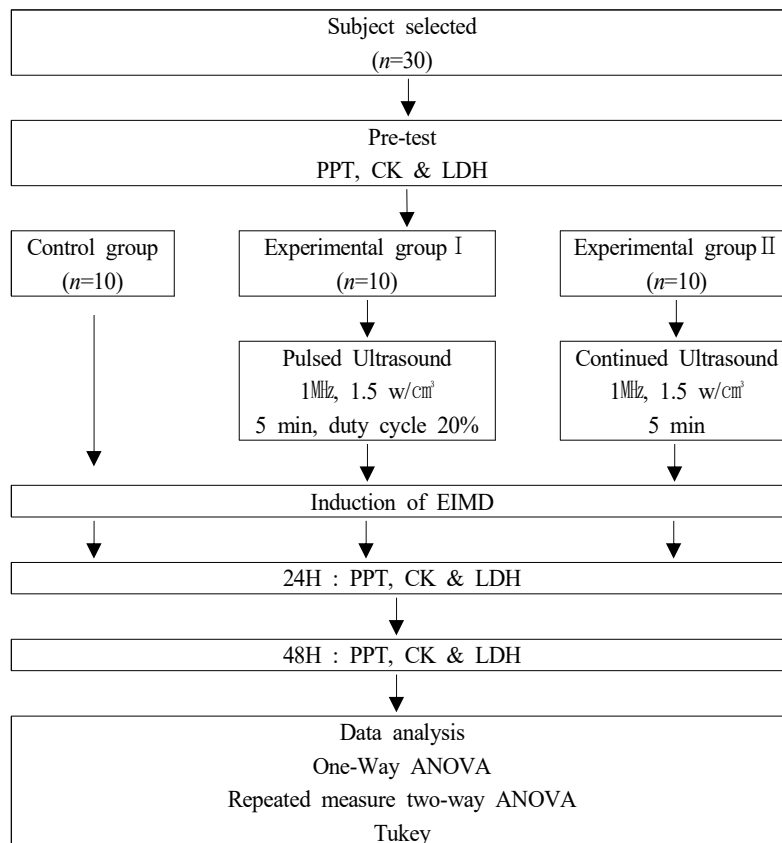 Subject selected
(n=30)
Pre-test
PPT, CK & LDH
Control group
(n=10)
Experimental group Ⅰ
(n=10)
Experimental group Ⅱ
(n=10)
Pulsed Ultrasound
1㎒, 1.5 w/㎤
5 min, duty cycle 20%
Continued Ultrasound
1㎒, 1.5 w/㎤
5 min
Induction of EIMD
24H : PPT, CK & LDH
48H : PPT, CK & LDH
Data analysis
One-Way ANOVA
Repeated measure two-way ANOVA
Tukey